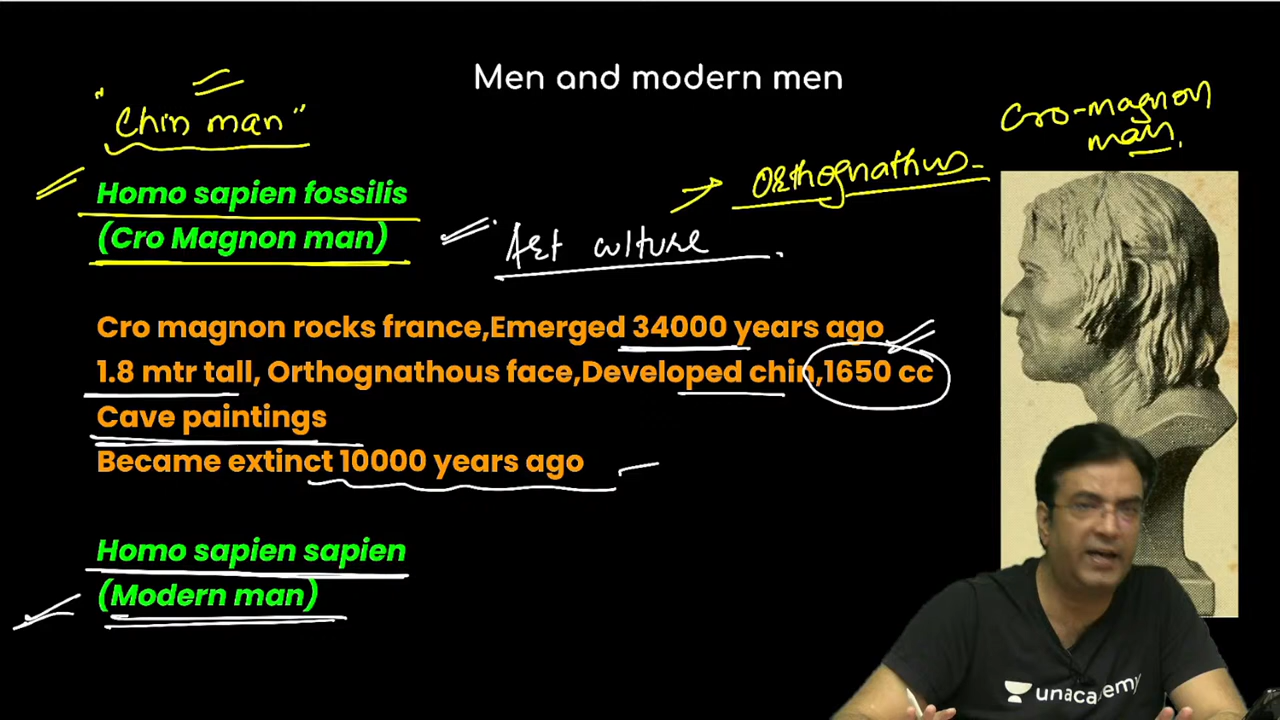 Men and modern men
"Chin man"
Cro-magnon
man.
Orthognathus
Homo sapien fossilis
(Cro Magnon man)
Art culture
Cro magnon rocks france,Emerged 34000 years ago
1.8 mtr tall, Orthognathous face,Developed chin,1650 cc
Cave paintings
Became extinct 10000 years ago
Homo sapien sapien
(Modern man)
unacademy